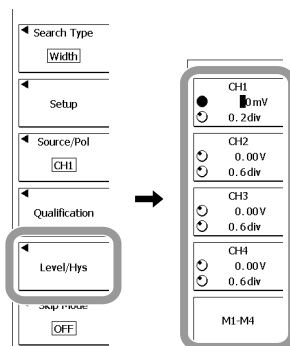 Search Type
Width
Setup
Source/Pol
CH1
Qualification
Level/Hys
Skip Mode
OFF
CH1
0mV
0.2div
CH2
0.00V
0.6div
CH3
0.00V
0.6div
CH4
0.00V
0.6div
M1-M4